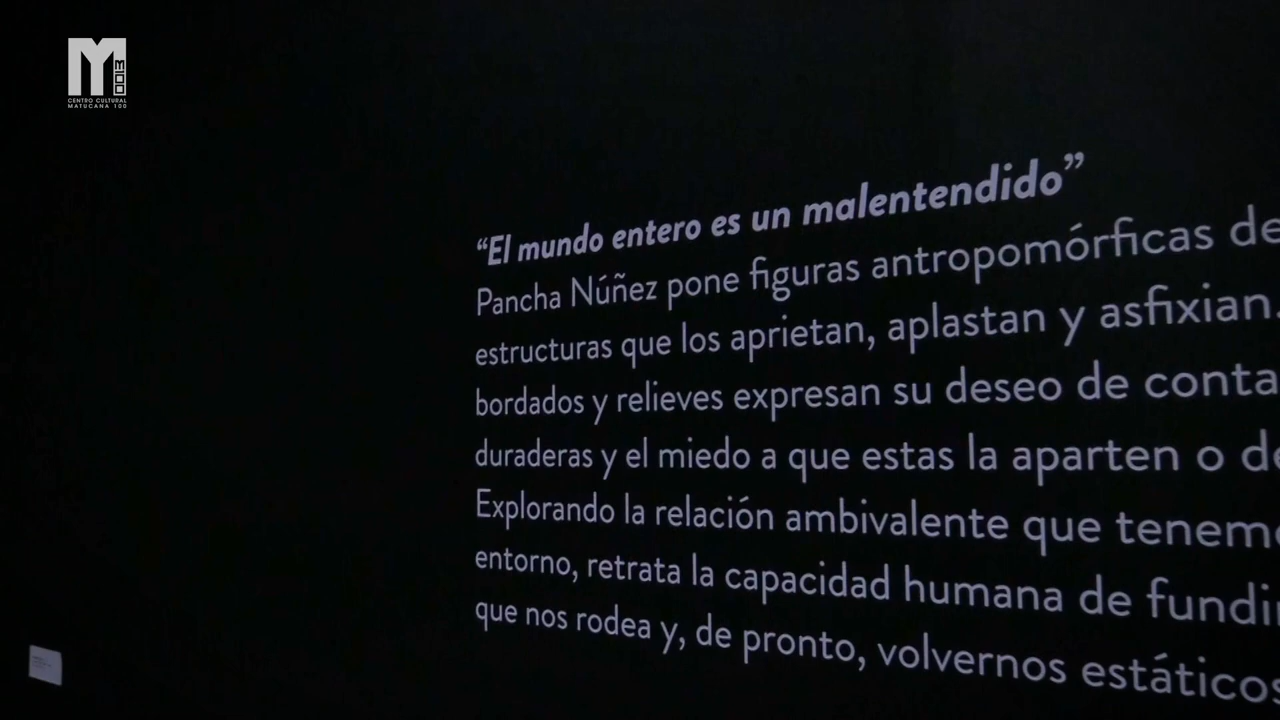 M100
CENTRO CULTURAL
MATUCANA 100
“El mundo entero es un malentendido”
Pancha Núñez pone figuras antropomórficas de
estructuras que los aprietan, aplastan y asfixian.
bordados y relieves expresan su deseo de conta
duraderas y el miedo a que estas la aparten o de
Explorando la relación ambivalente que tenemo
entorno, retrata la capacidad humana de fundi
que nos rodea y, de pronto, volvernos estáticos